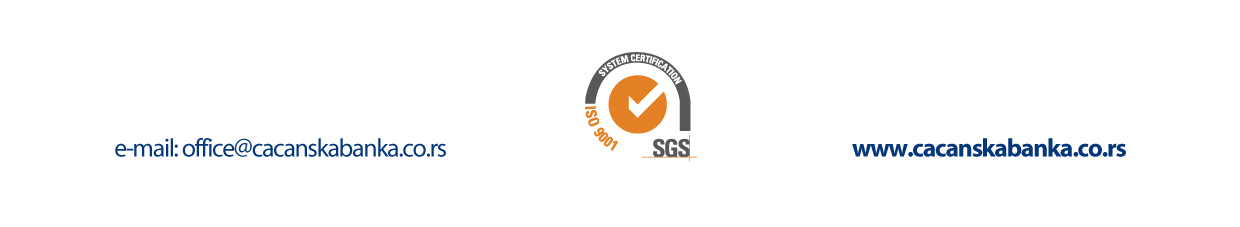 SYSTEM CERTIFICATION
ISO 9001
SGS
e-mail: office@cacanskabanka.co.rs
www.cacanskabanka.co.rs